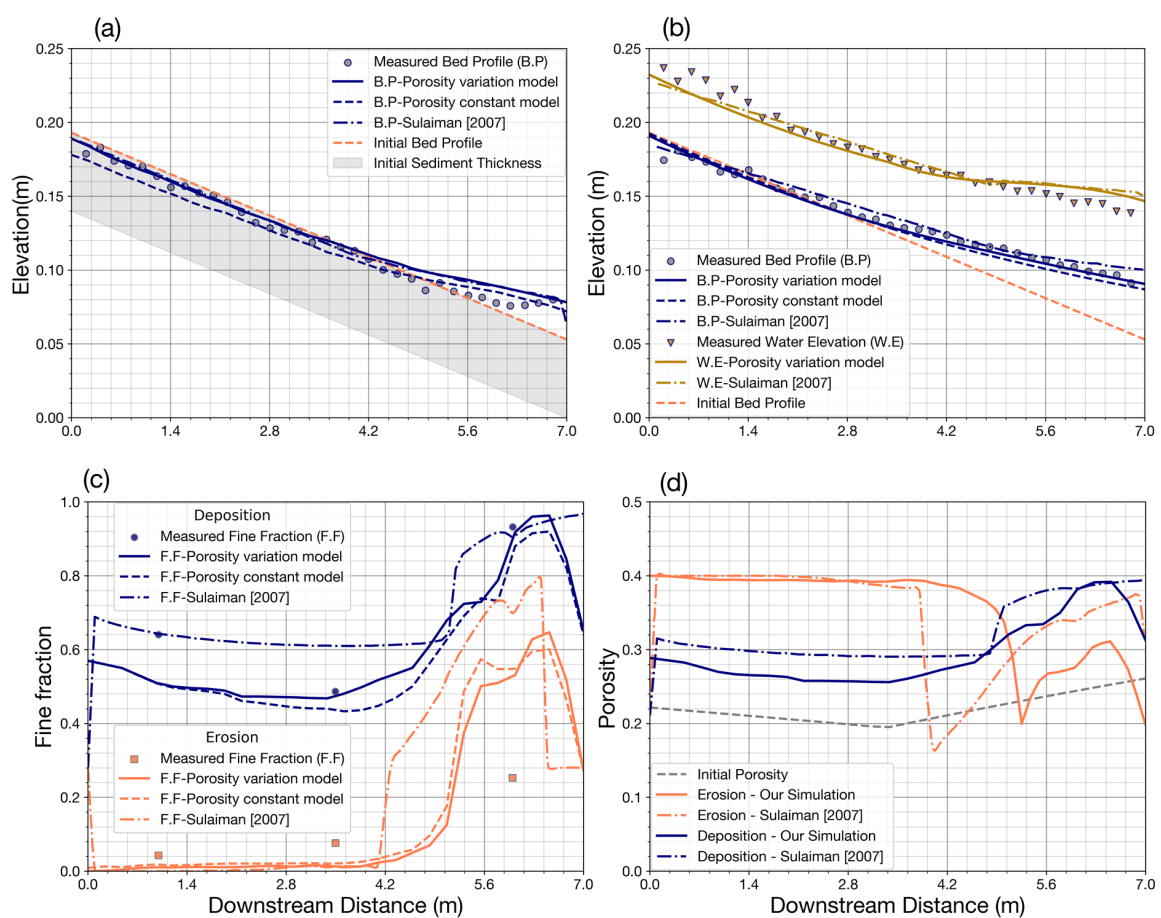 (a)
0.25
0.20
0.15
0.10
0.05
0.00
Elevation(m)
Measured Bed Profile (B.P)
B.P-Porosity variation model
B.P-Porosity constant model
B.P-Sulaiman [2007]
Initial Bed Profile
Initial Sediment Thickness
0.0 1.4 2.8 4.2 5.6 7.0
(b)
0.25
0.20
0.15
0.10
0.05
0.00
Elevation (m)
Measured Bed Profile (B.P)
B.P-Porosity variation model
B.P-Porosity constant model
B.P-Sulaiman [2007]
Measured Water Elevation (W.E)
W.E-Porosity variation model
W.E-Sulaiman [2007]
Initial Bed Profile
0.0 1.4 2.8 4.2 5.6 7.0
(c)
1.0
0.8
0.6
0.4
0.2
0.0
Fine fraction
Deposition
Measured Fine Fraction (F.F)
F.F-Porosity variation model
F.F-Porosity constant model
F.F-Sulaiman [2007]
Erosion
Measured Fine Fraction (F.F)
F.F-Porosity variation model
F.F-Porosity constant model
F.F-Sulaiman [2007]
0.0 1.4 2.8 4.2 5.6 7.0
Downstream Distance (m)
(d)
0.5
0.4
0.3
0.2
0.1
0.0
Porosity
Initial Porosity
Erosion - Our Simulation
Erosion - Sulaiman [2007]
Deposition - Our Simulation
Deposition - Sulaiman [2007]
0.0 1.4 2.8 4.2 5.6 7.0
Downstream Distance (m)